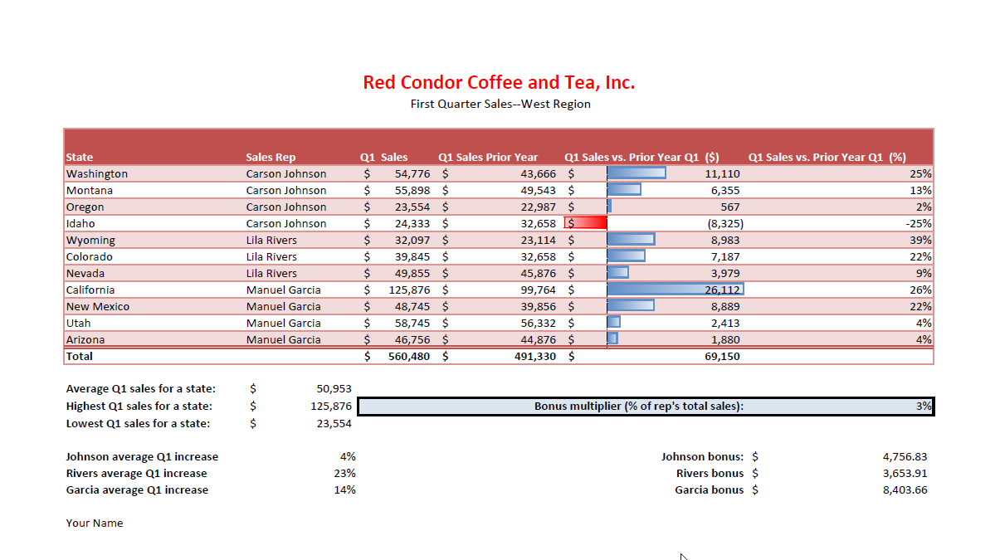 Red Condor Coffee and Tea, Inc.
First Quarter Sales--West Region
State Sales Rep Q1 Sales Q1 Sales Prior Year Q1 Sales vs. Prior Year Q1 ($) Q1 Sales vs. Prior Year Q1 (%)
Washington Carson Johnson $ 54,776 $ 43,666 $ 11,110 25%
Montana Carson Johnson $ 55,898 $ 49,543 $ 6,355 13%
Oregon Carson Johnson $ 23,554 $ 22,987 $ 567 2%
Idaho Carson Johnson $ 24,333 $ 32,658 $ (8,325) -25%
Wyoming Lila Rivers $ 32,097 $ 23,114 $ 8,983 39%
Colorado Lila Rivers $ 39,845 $ 32,658 $ 7,187 22%
Nevada Lila Rivers $ 49,855 $ 45,876 $ 3,979 9%
California Manuel Garcia $ 125,876 $ 99,764 $ 26,112 26%
New Mexico Manuel Garcia $ 48,745 $ 39,856 $ 8,889 22%
Utah Manuel Garcia $ 58,745 $ 56,332 $ 2,413 4%
Arizona Manuel Garcia $ 46,756 $ 44,876 $ 1,880 4%
Total $ 560,480 $ 491,330 $ 69,150
Average Q1 sales for a state: $ 50,953
Highest Q1 sales for a state: $ 125,876 Bonus multiplier (% of rep's total sales): 3%
Lowest Q1 sales for a state: $ 23,554
Johnson average Q1 increase 4% Johnson bonus: $ 4,756.83
Rivers average Q1 increase 23% Rivers bonus $ 3,653.91
Garcia average Q1 increase 14% Garcia bonus $ 8,403.66
Your Name